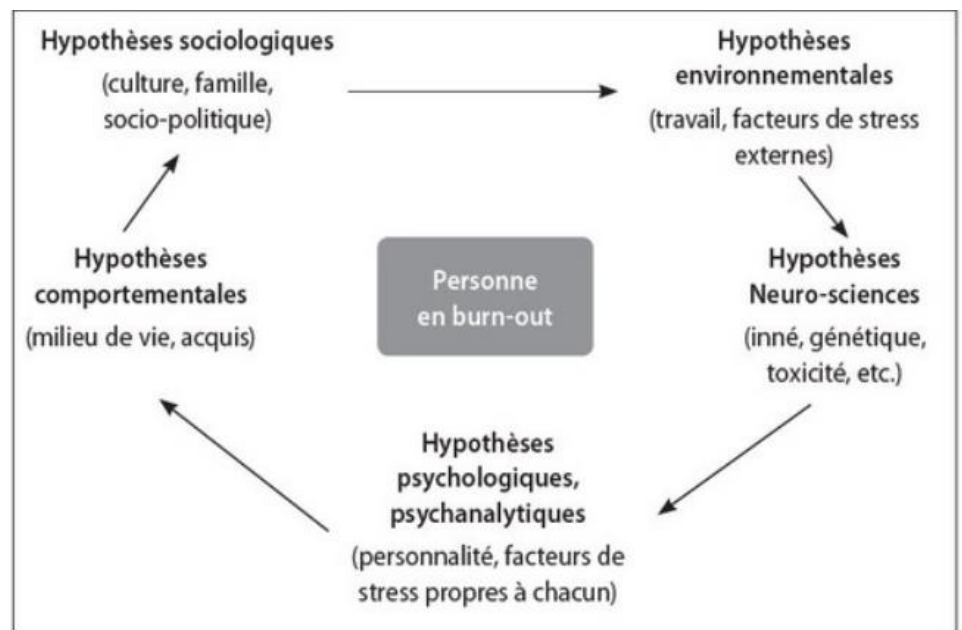 Hypothèses sociologiques
(culture, famille,
socio-politique)
Hypothèses
environnementales
(travail, facteurs de stress
externes)
Hypothèses
comportementales
(milieu de vie, acquis)
Personne
en burn-out
Hypothèses
Neuro-sciences
(inné, génétique,
toxicité, etc.)
Hypothèses
psychologiques,
psychanalytiques
(personnalité, facteurs de
stress propres à chacun)